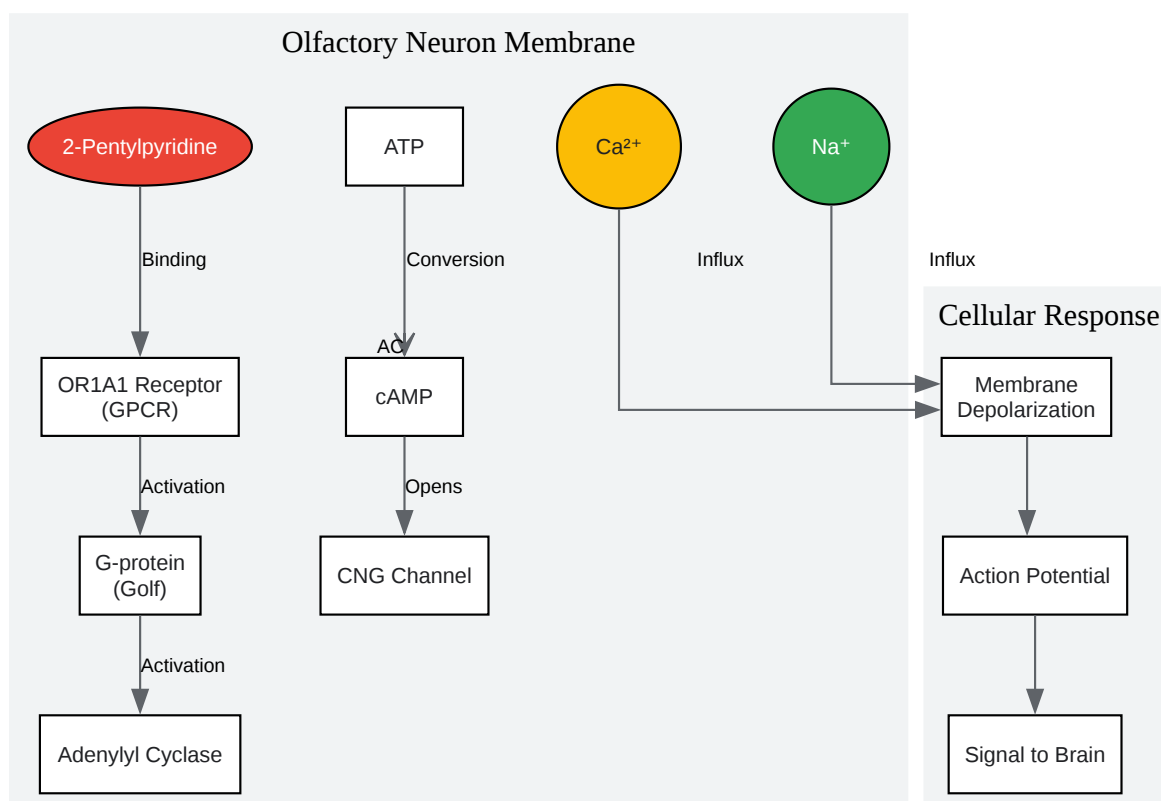 Olfactory Neuron Membrane
2-Pentylpyridine
ATP
Ca²⁺
Na⁺
Binding
Conversion
Influx
Influx
Cellular Response
AC
OR1A1 Receptor
(GPCR)
cAMP
Membrane
Depolarization
Activation
Opens
G-protein
(Golf)
CNG Channel
Action Potential
Activation
Adenylyl Cyclase
Signal to Brain